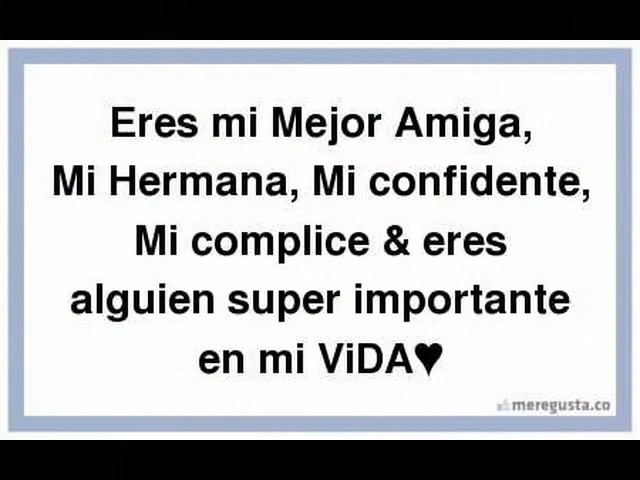 Eres mi Mejor Amiga,
Mi Hermana, Mi confidente,
Mi complice & eres
alguien super importante
en mi ViDA♥
meregusta.co